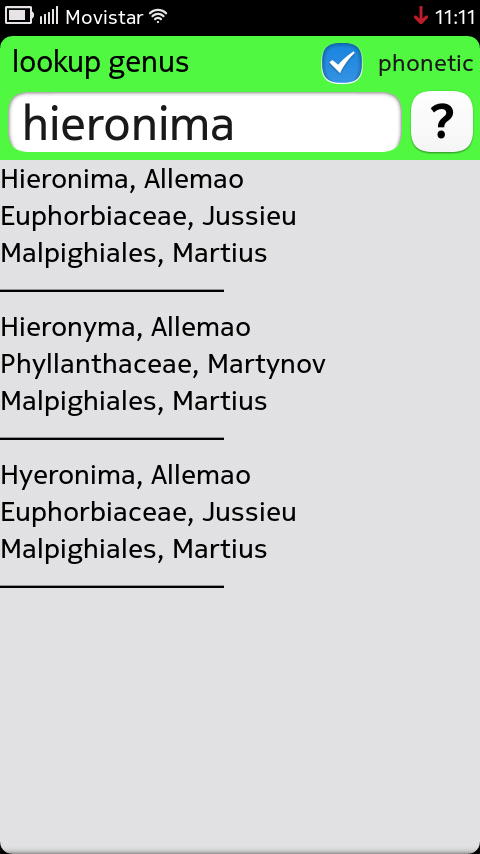 Movistar 11:11
lookup genus phonetic
hieronima ?
Hieronima, Allemao
Euphorbiaceae, Jussieu
Malpighiales, Martius
Hieronyma, Allemao
Phyllanthaceae, Martynov
Malpighiales, Martius
Hyeronima, Allemao
Euphorbiaceae, Jussieu
Malpighiales, Martius